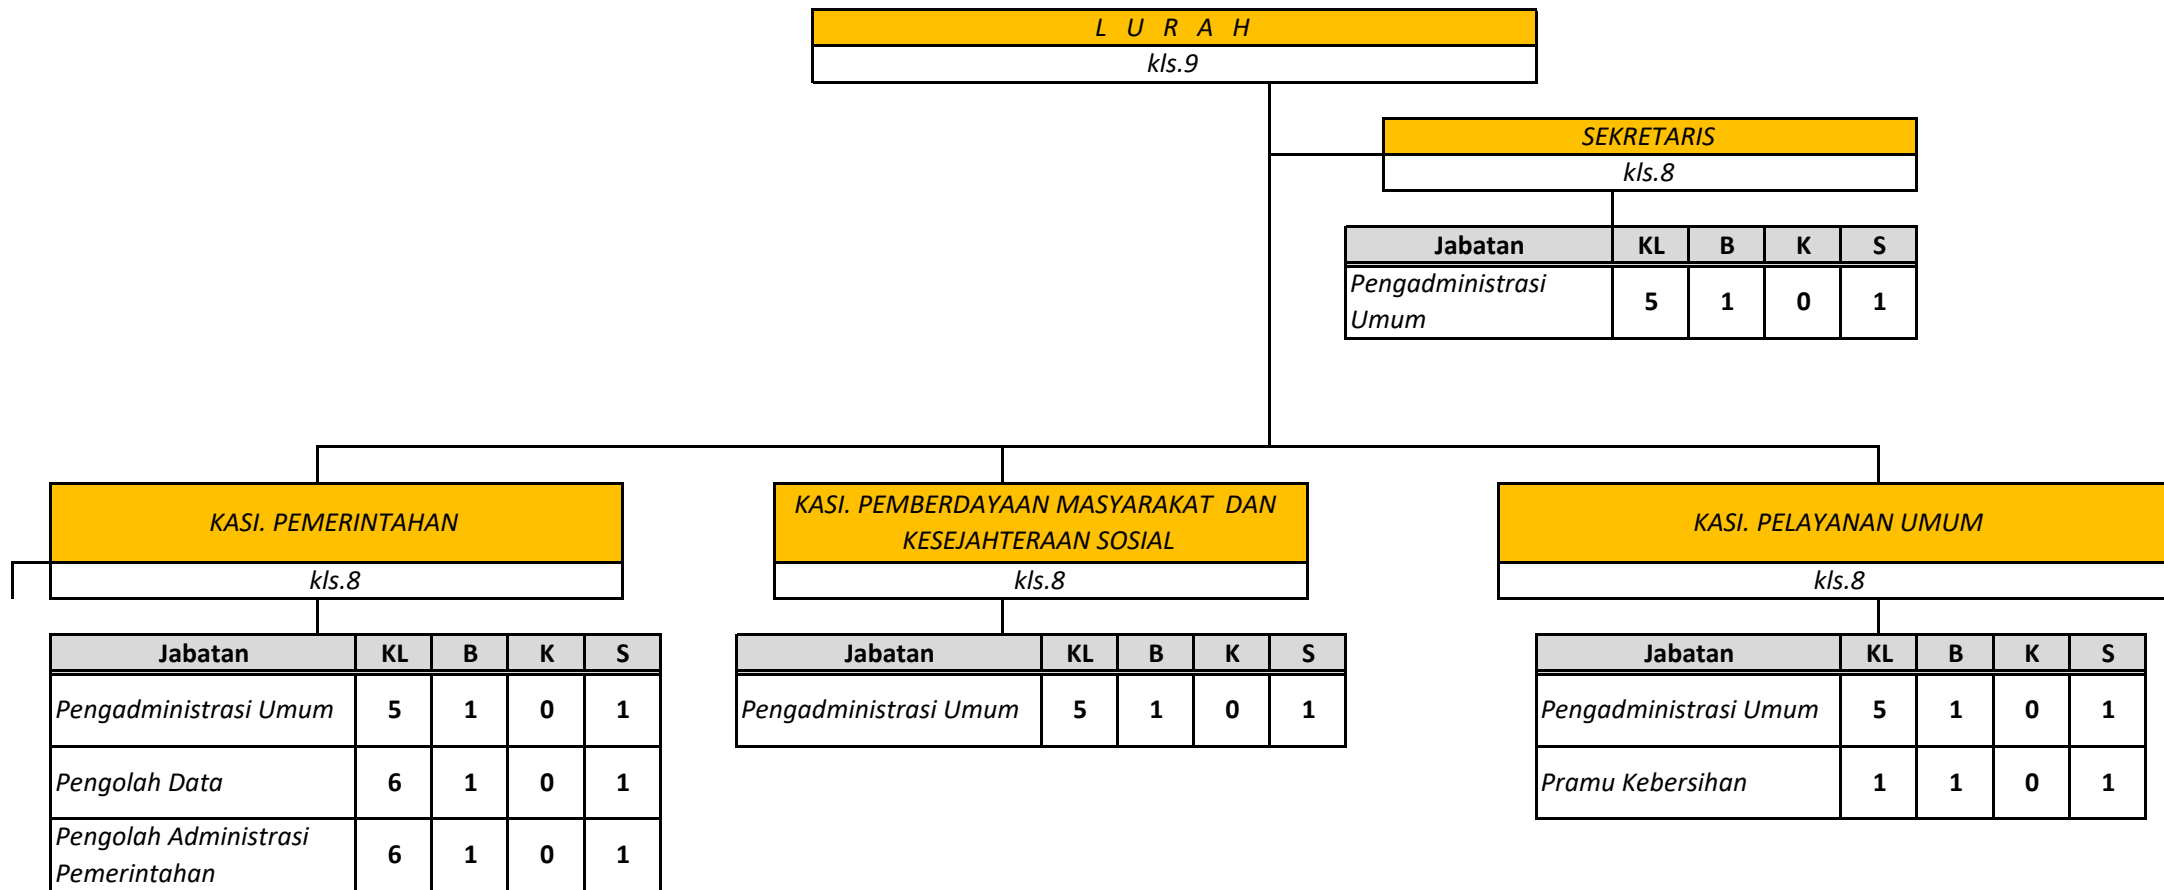 L U R A H
kls.9
SEKRETARIS
kls.8
Jabatan KL B K S
Pengadministrasi
Umum 5 1 0 1
KASI. PEMERINTAHAN
kls.8
Jabatan KL B K S
Pengadministrasi Umum 5 1 0 1
Pengolah Data 6 1 0 1
Pengolah Administrasi
Pemerintahan 6 1 0 1
KASI. PEMBERDAYAAN MASYARAKAT DAN
KESEJAHTERAAN SOSIAL
kls.8
Jabatan KL B K S
Pengadministrasi Umum 5 1 0 1
KASI. PELAYANAN UMUM
kls.8
Jabatan KL B K S
Pengadministrasi Umum 5 1 0 1
Pramu Kebersihan 1 1 0 1